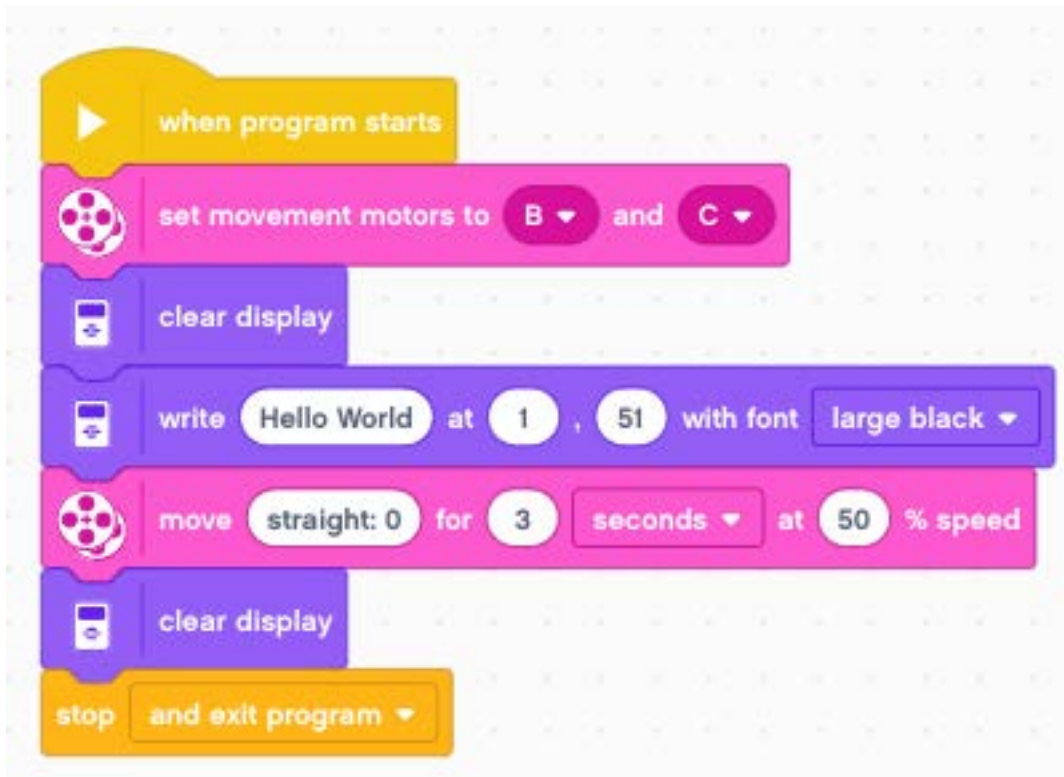 when program starts
set movement motors to B and C
clear display
write Hello World at 1 , 51 with font large black
move straight: 0 for 3 seconds at 50 % speed
clear display
stop and exit program